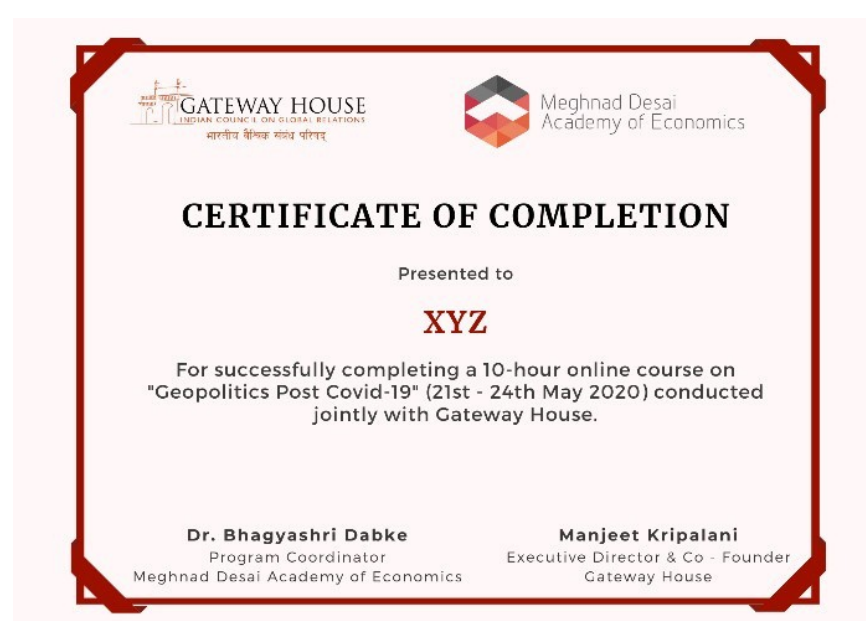 GATEWAY HOUSE
INDIAN COUNCIL ON GLOBAL RELATIONS
भारतीय वैश्विक संबंध परिषद्
Meghnad Desai
Academy of Economics
CERTIFICATE OF COMPLETION
Presented to
XYZ
For successfully completing a 10-hour online course on
"Geopolitics Post Covid-19" (21st - 24th May 2020) conducted
jointly with Gateway House.
Dr. Bhagyashri Dabke
Program Coordinator
Meghnad Desai Academy of Economics
Manjeet Kripalani
Executive Director & Co - Founder
Gateway House